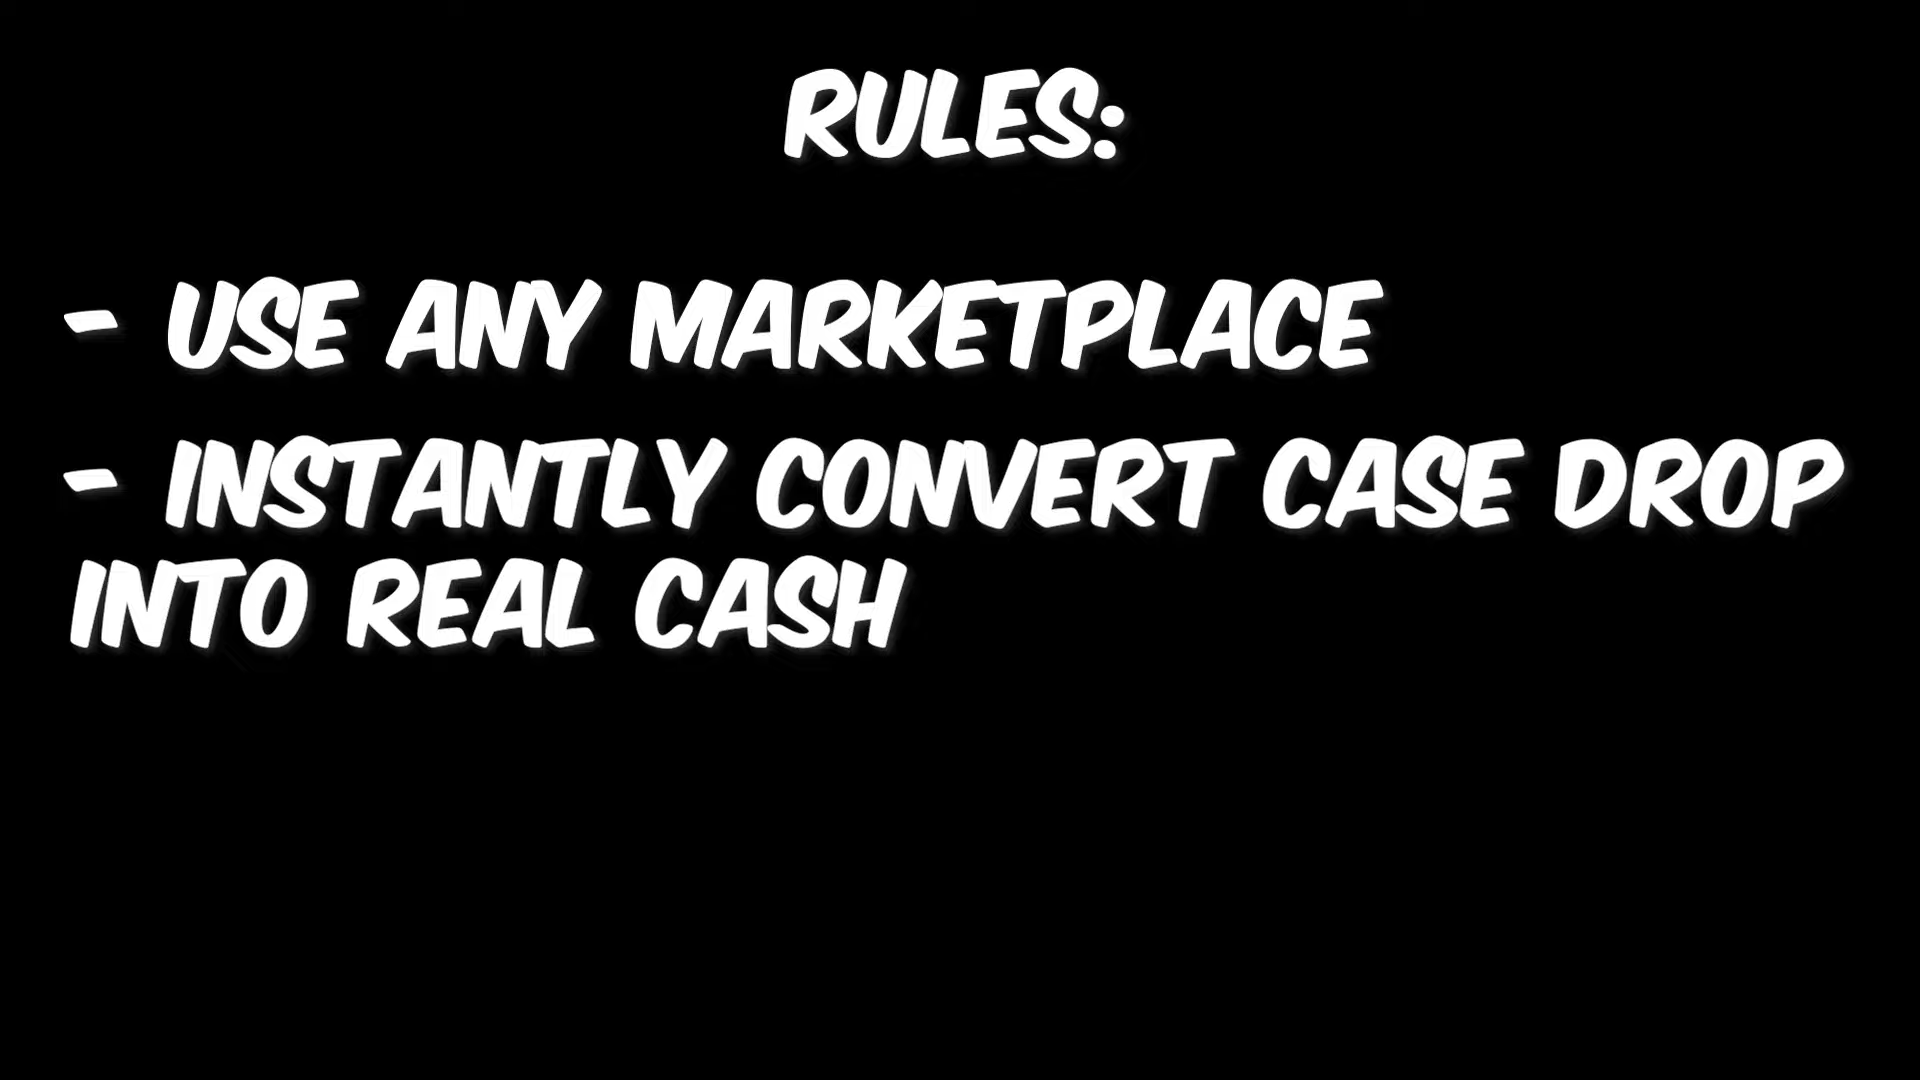 RULES:
- USE ANY MARKETPLACE
- INSTANTLY CONVERT CASE DROP
INTO REAL CASH